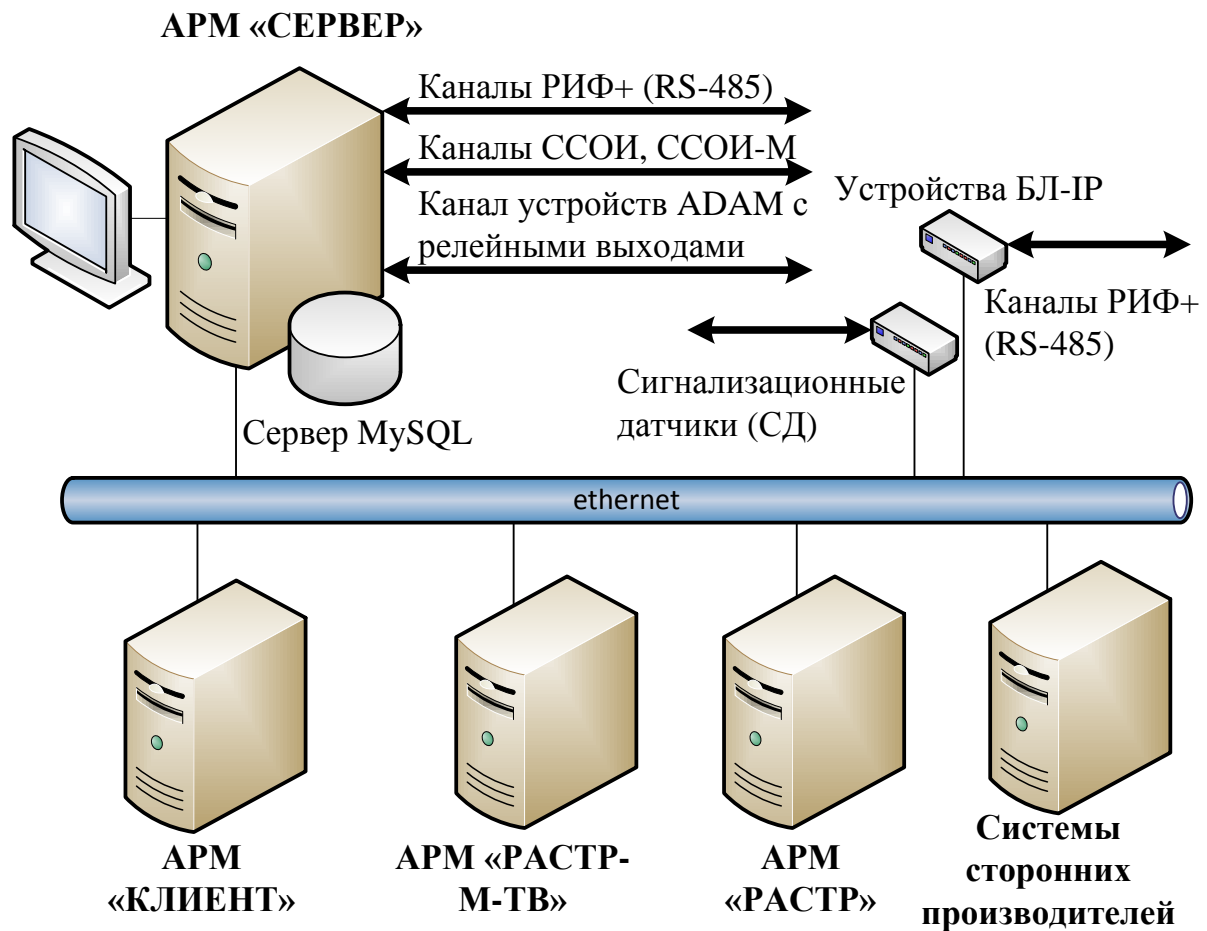 АРМ «СЕРВЕР»
Каналы РИФ+ (RS-485)
Каналы ССОИ, ССОИ-М
Канал устройств ADAM с
релейными выходами
Устройства БЛ-IP
Каналы РИФ+
(RS-485)
Сигнализационные
датчики (СД)
Сервер MySQL
ethernet
АРМ
«КЛИЕНТ»
АРМ «РАСТР-
М-ТВ»
АРМ
«РАСТР»
Системы
сторонних
производителей